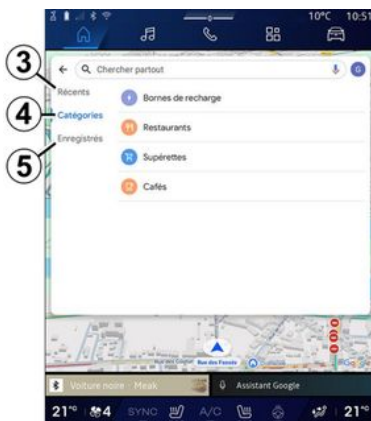 10°C 10:51
Chercher partout
G
3
Récents
4
Catégories
5
Enregistrés
Bornes de recharge
Restaurants
Supérettes
Cafés
Rue des Fossés
Voiture noire · Meak
Assistant Google
21°° 4 SYNC A/C 21°°